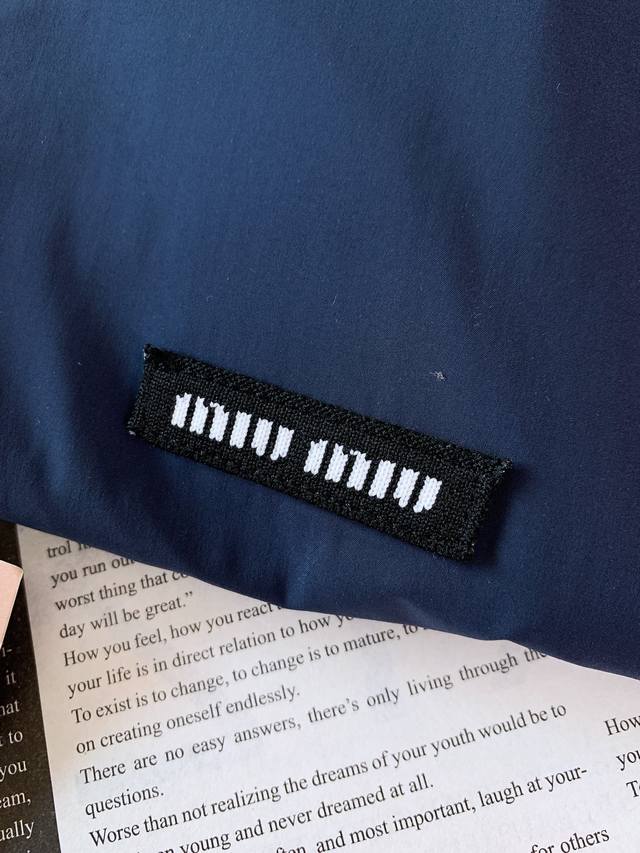 miu miu
you run
worst thing that
day will be great.”
How you feel, how you react
your life is in direct relation to how
To exist is to change, to change is to mature, to
on creating oneself endlessly.
There are no easy answers, there’s only living through the
questions.
Worse than not realizing the dreams of your youth would be to
young and never dreamed at all.
and most important, laugh at your-
for others
it
to
you
How